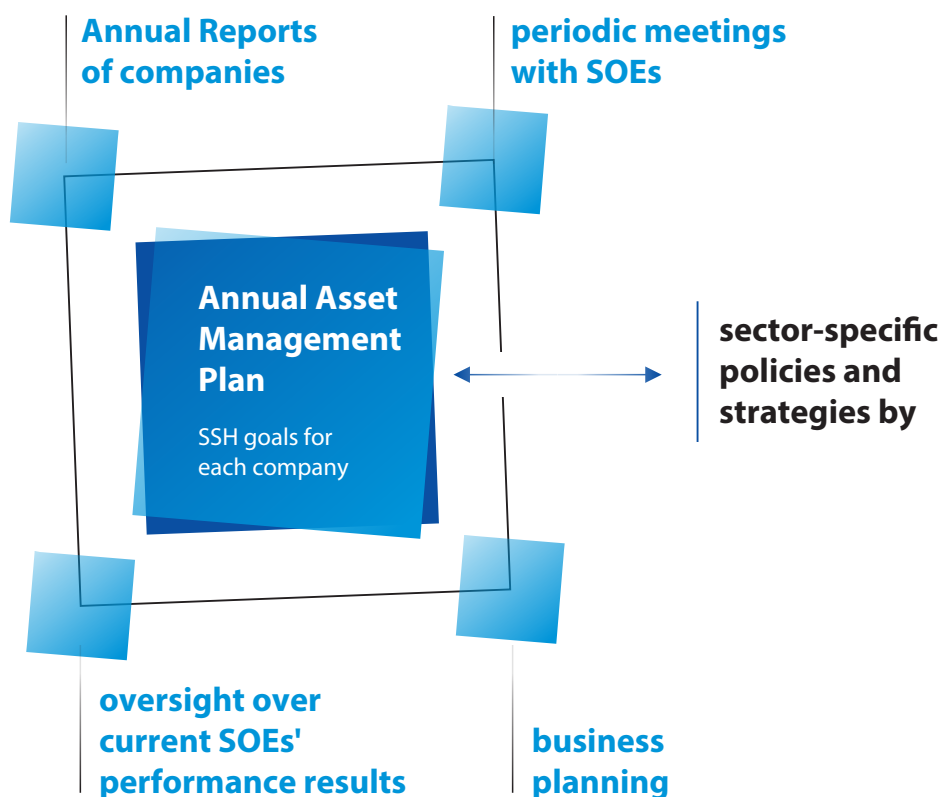 Annual Reports
of companies
periodic meetings
with SOEs
Annual Asset
Management
Plan
SSH goals for
each company
sector-specific
policies and
strategies by
oversight over
current SOEs'
performance results
business
planning